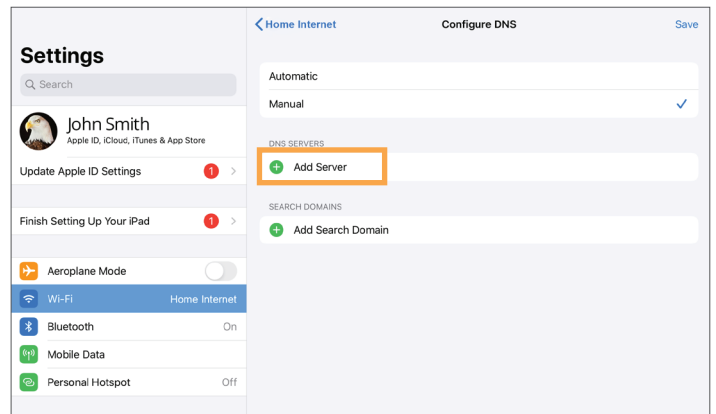 Home Internet
Configure DNS
Save
Settings
Search
John Smith
Apple ID, iCloud, iTunes & App Store
Update Apple ID Settings 1
Finish Setting Up Your iPad 1
Aeroplane Mode
Wi-Fi Home Internet
Bluetooth On
Mobile Data
Personal Hotspot Off
Automatic
Manual
DNS SERVERS
Add Server
SEARCH DOMAINS
Add Search Domain